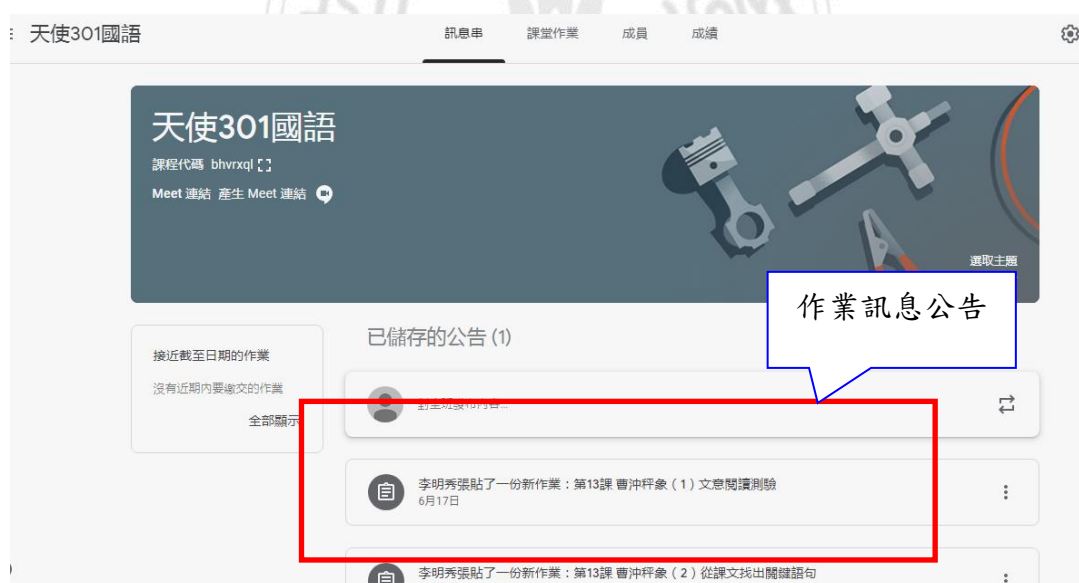 天使301國語
訊息串 課堂作業 成員 成績
天使301國語
課程代碼 bhvrxql
Meet 連結 產生 Meet 連結
選取主題
作業訊息公告
接近截至日期的作業
沒有近期內要繳交的作業
全部顯示
已儲存的公告 (1)
對全班發布內容...
李明秀張貼了一份新作業：第13課 曹沖秤象（1）文意閱讀測驗
6月17日
李明秀張貼了一份新作業：第13課 曹沖秤象（2）從課文找出關鍵語句